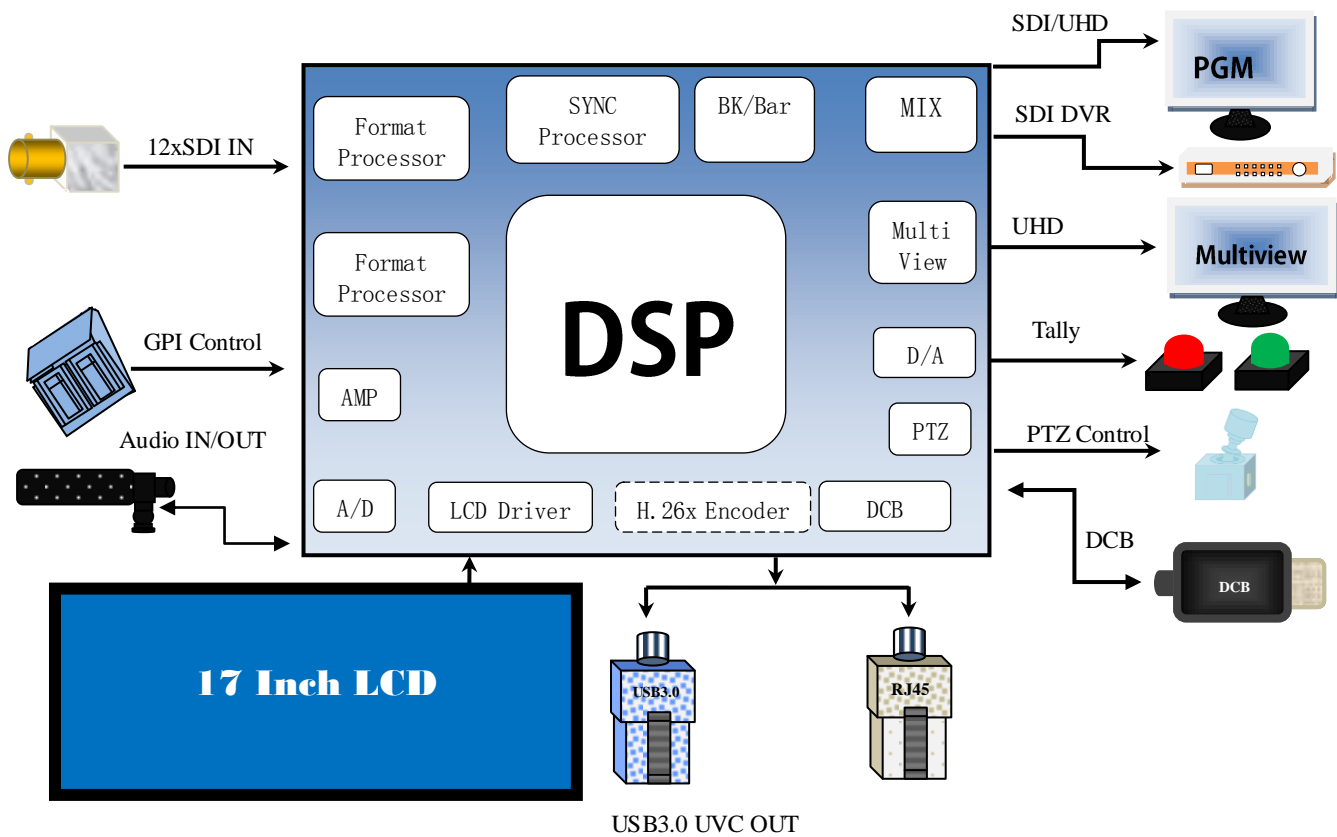 SDI/UHD
PGM
SYNC
Processor
BK/Bar
MIX
Format
Processor
12xSDI IN
SDI DVR
Multi
View
UHD
Multiview
Format
Processor
DSP
GPI Control
D/A
Tally
AMP
PTZ
PTZ Control
Audio IN/OUT
A/D
LCD Driver
H.26x Encoder
DCB
DCB
DCB
17 Inch LCD
USB3.0
RJ45
USB3.0 UVC OUT